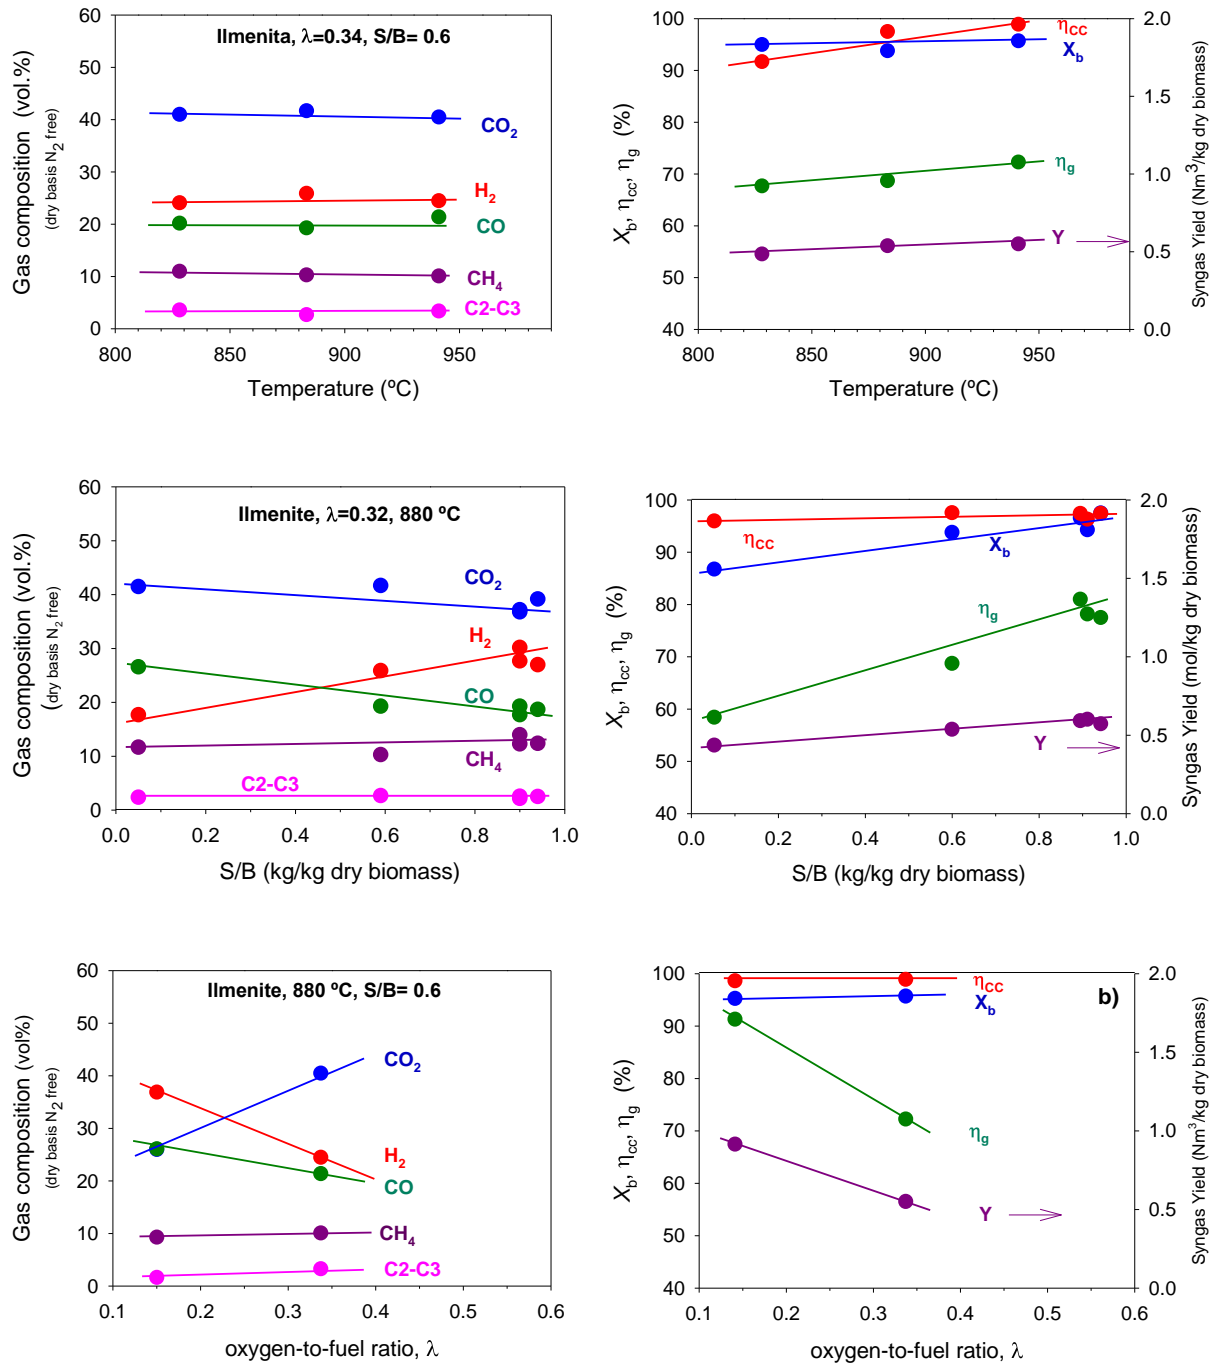 Ilmenita, λ=0.34, S/B= 0.6
Gas composition (vol.%)
(dry basis N2 free)
60
50
40
30
20
10
0
CO2
H2
CO
CH4
C2-C3
800 850 900 950
Temperature (ºC)
Xb, ηcc, ηg (%)
100
90
80
70
60
50
40
ηCC
Xb
ηg
Y
2.0
1.5
1.0
0.5
0.0
Syngas Yield (Nm3/kg dry biomass)
800 850 900 950
Temperature (ºC)
Ilmenite, λ=0.32, 880 ºC
Gas composition (vol.%)
(dry basis N2 free)
60
50
40
30
20
10
0
CO2
H2
CO
CH4
C2-C3
0.0 0.2 0.4 0.6 0.8 1.0
S/B (kg/kg dry biomass)
Xb, ηcc, ηg (%)
100
90
80
70
60
50
40
ηCC
Xb
ηg
Y
2.0
1.5
1.0
0.5
0.0
Syngas Yield (mol/kg dry biomass)
0.0 0.2 0.4 0.6 0.8 1.0
S/B (kg/kg dry biomass)
Ilmenite, 880 ºC, S/B= 0.6
Gas composition (vol%)
(dry basis N2 free)
60
50
40
30
20
10
0
CO2
H2
CO
CH4
C2-C3
0.1 0.2 0.3 0.4 0.5 0.6
oxygen-to-fuel ratio, λ
b)
Xb, ηcc, ηg (%)
100
90
80
70
60
50
40
ηCC
Xb
ηg
Y
2.0
1.5
1.0
0.5
0.0
Syngas Yield (Nm3/kg dry biomass)
0.1 0.2 0.3 0.4 0.5 0.6
oxygen-to-fuel ratio, λ